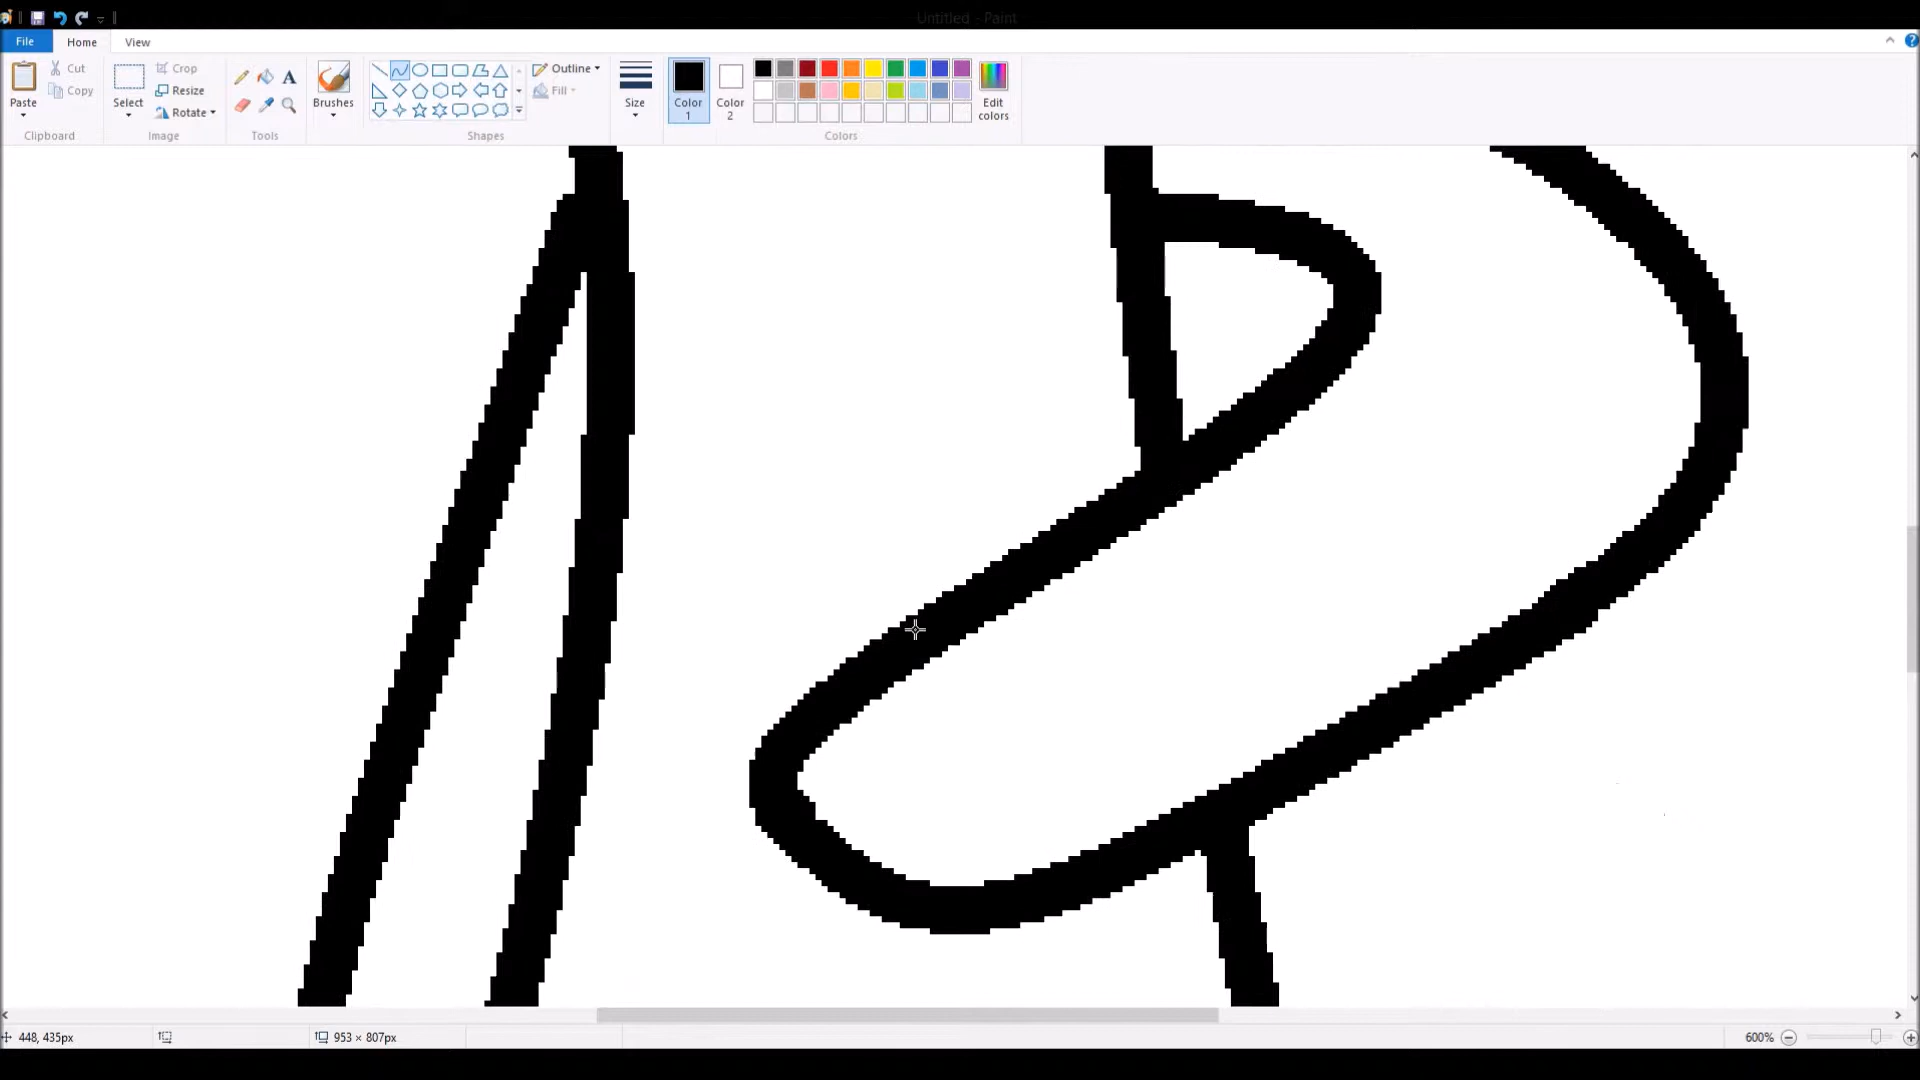 Untitled - Paint
File Home View
Paste Cut Copy
Clipboard
Select Crop Resize Rotate
Image
A
Tools
Brushes
Shapes
Outline Fill
Size
Color 1 Color 2
Edit colors
Colors
448, 435px 953 × 807px 600%